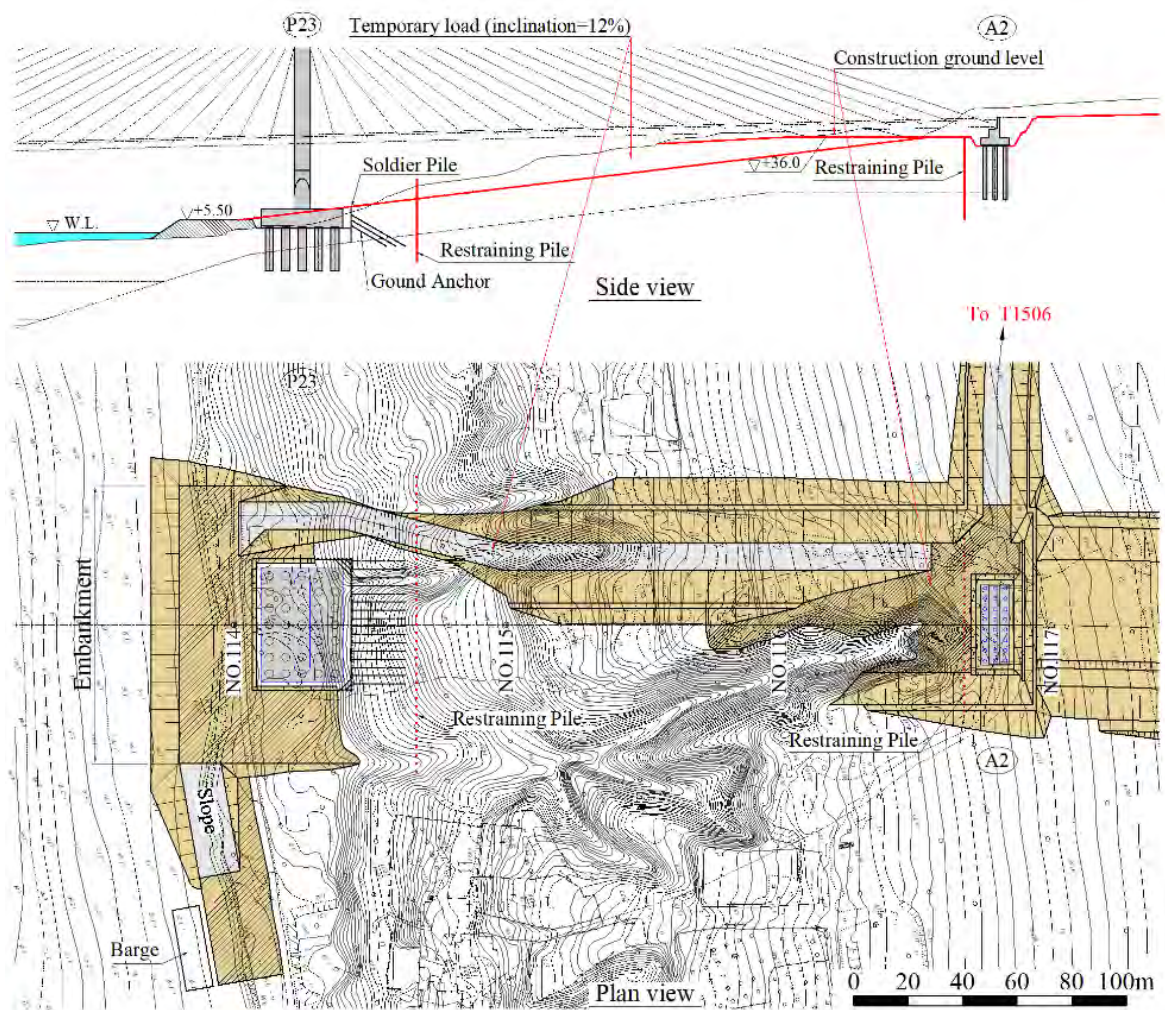 P23
Temporary load (inclination=12%)
A2
Construction ground level
Soldier Pile
+36.0
Restraining Pile
+5.50
W.L.
Restraining Pile
Gound Anchor
Side view
To T1506
P23
Embankment
NO.114
NO.115
NO.117
Restraining Pile
Restraining Pile
A2
Slope
Barge
Plan view
0 20 40 60 80 100m